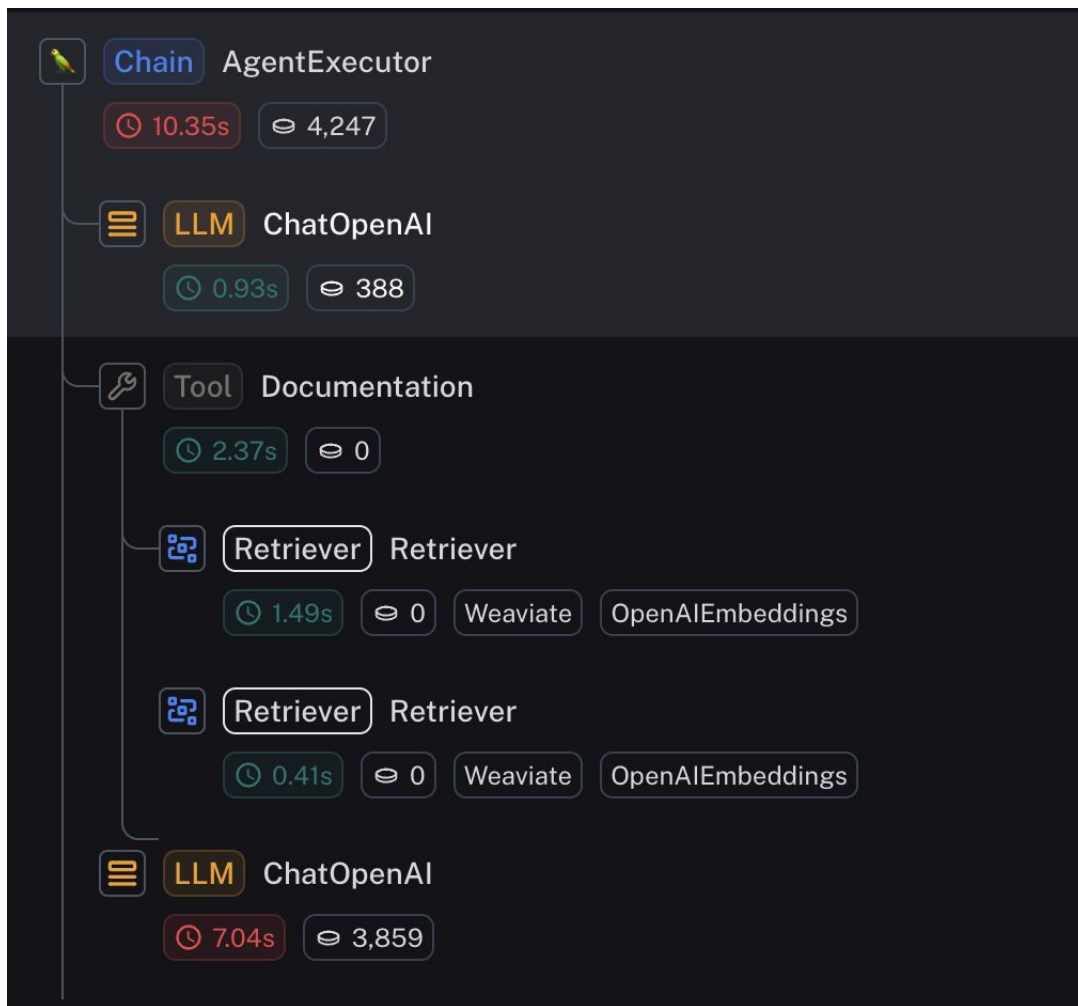 Chain AgentExecutor
10.35s 4,247
LLM ChatOpenAI
0.93s 388
Tool Documentation
2.37s 0
Retriever Retriever
1.49s 0 Weaviate OpenAIEmbeddings
Retriever Retriever
0.41s 0 Weaviate OpenAIEmbeddings
LLM ChatOpenAI
7.04s 3,859